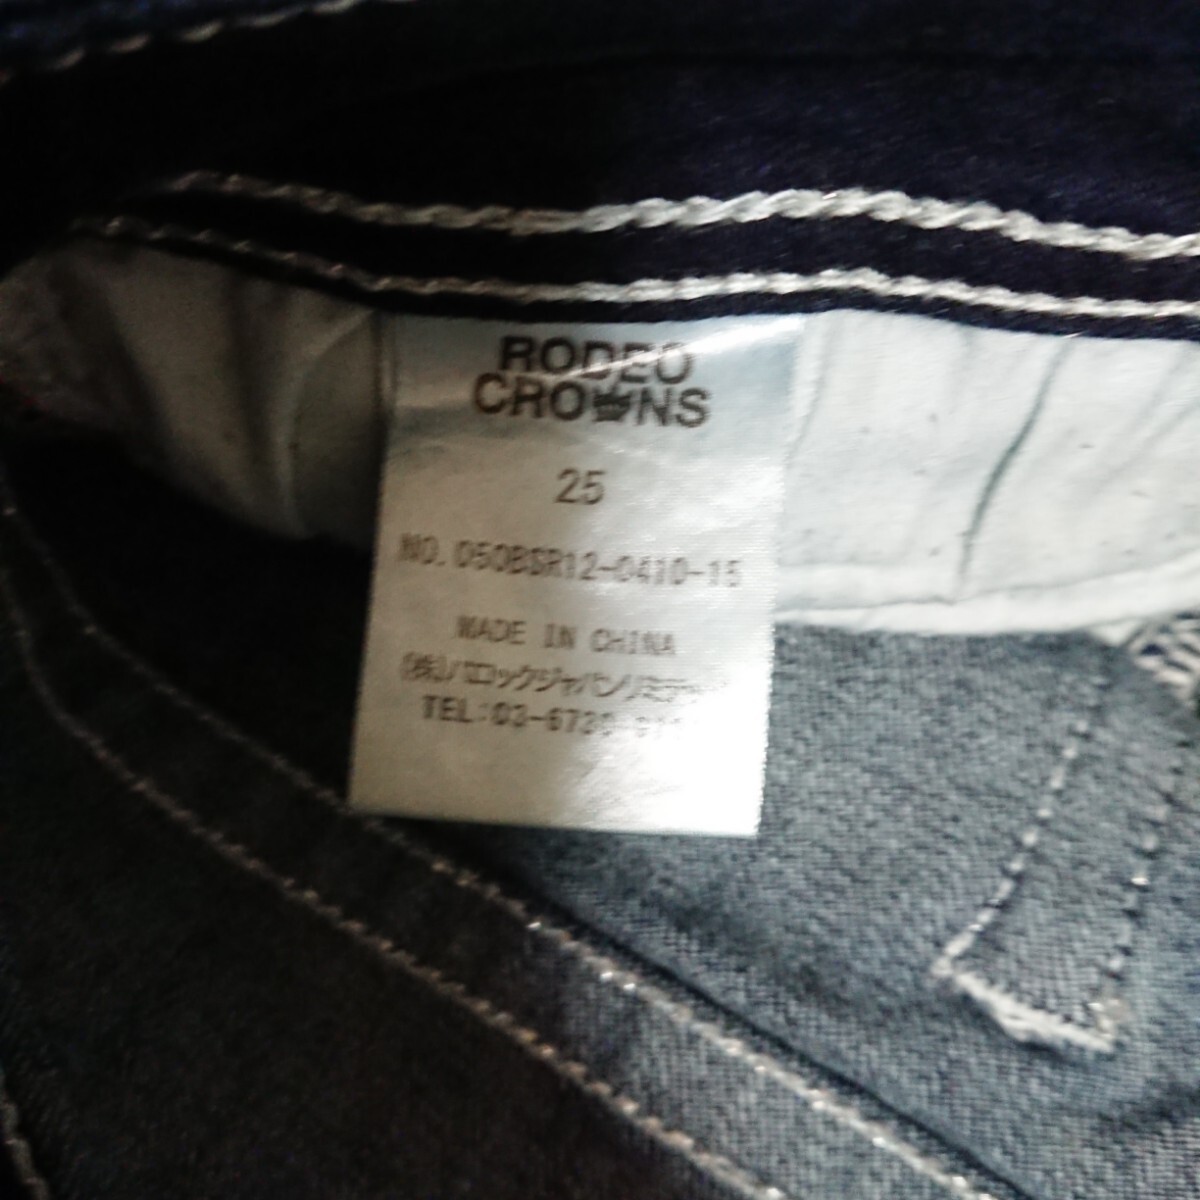 RODEO
CROWNS
25
NO. 050BSR12-0410-15
MADE IN CHINA
(株)バロックジャパンリミテッド
TEL:03-6730-